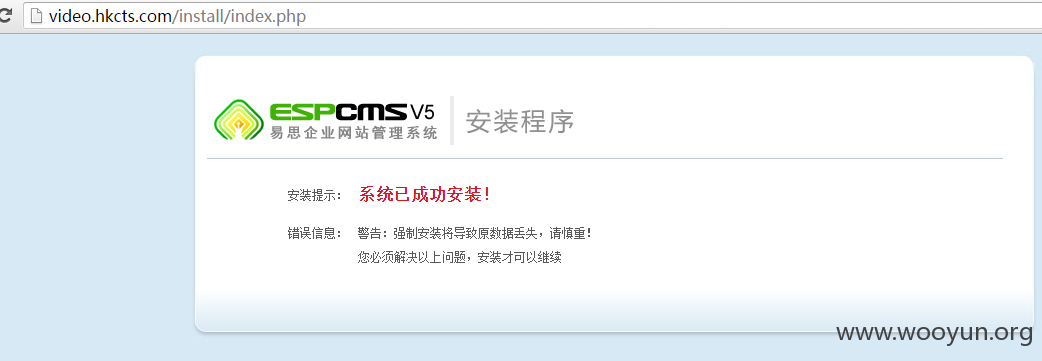 video.hkcts.com/install/index.php
ESPCMS V5
易思企业网站管理系统
安装程序
安装提示： 系统已成功安装！
错误信息： 警告：强制安装将导致原数据丢失，请慎重！
您必须解决以上问题，安装才可以继续
www.wooyun.org